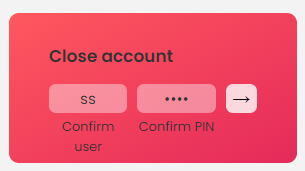 Close account
ss •••• →
Confirm user Confirm PIN